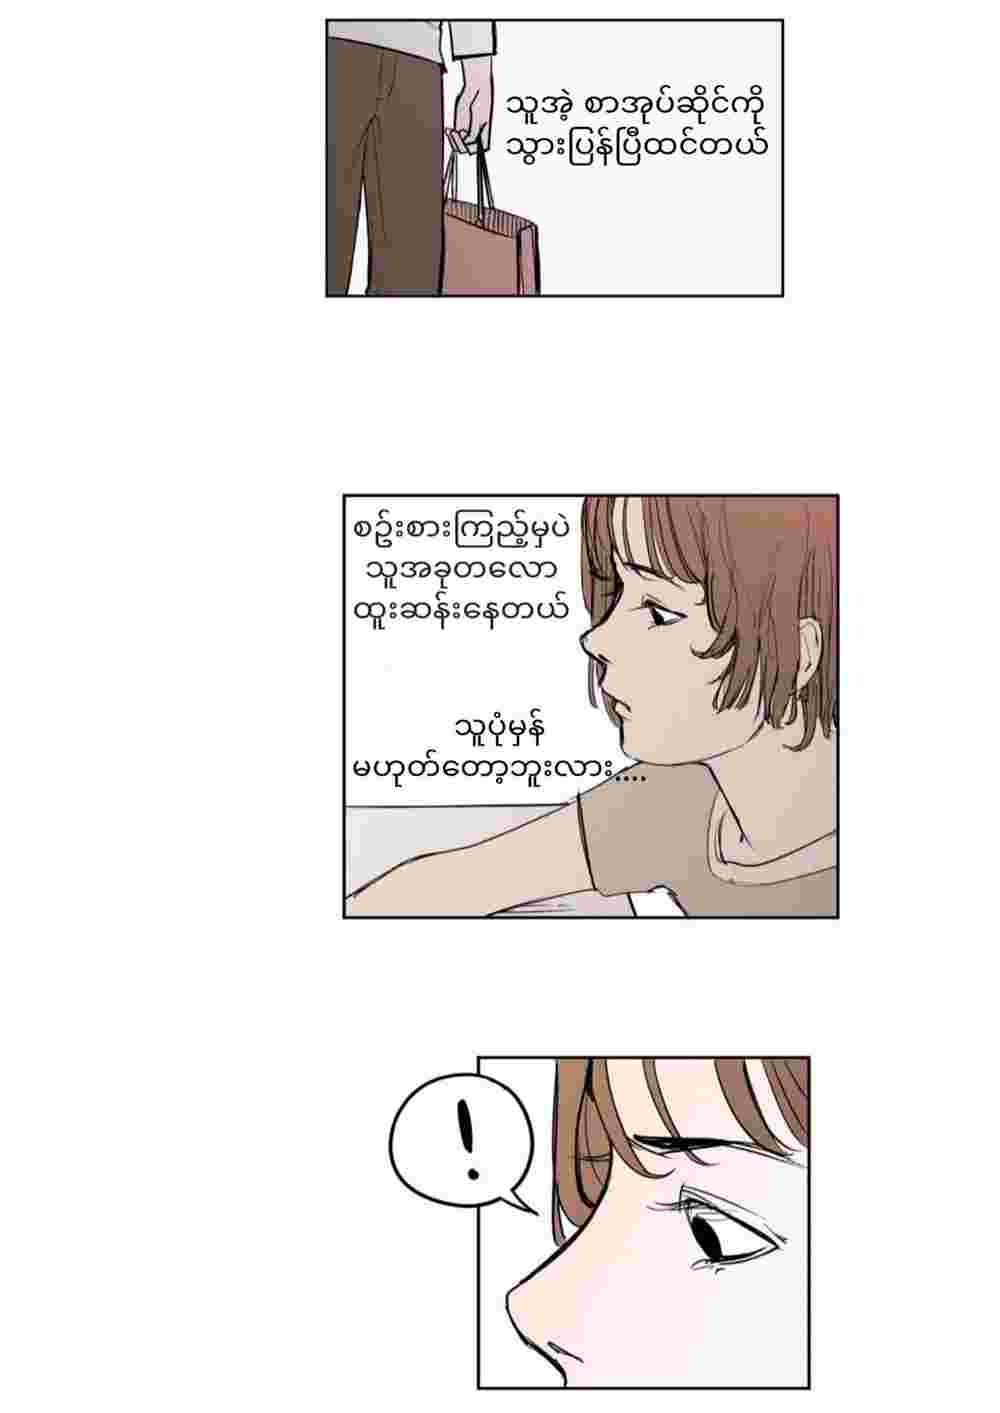 သူအဲ့ စာအုပ်ဆိုင်ကို
သွားပြန်ပြီထင်တယ်
စဥ်းစားကြည့်မှပဲ
သူအခုတလော
ထူးဆန်းနေတယ်
သူပုံမှန်
မဟုတ်တော့ဘူးလား....
!